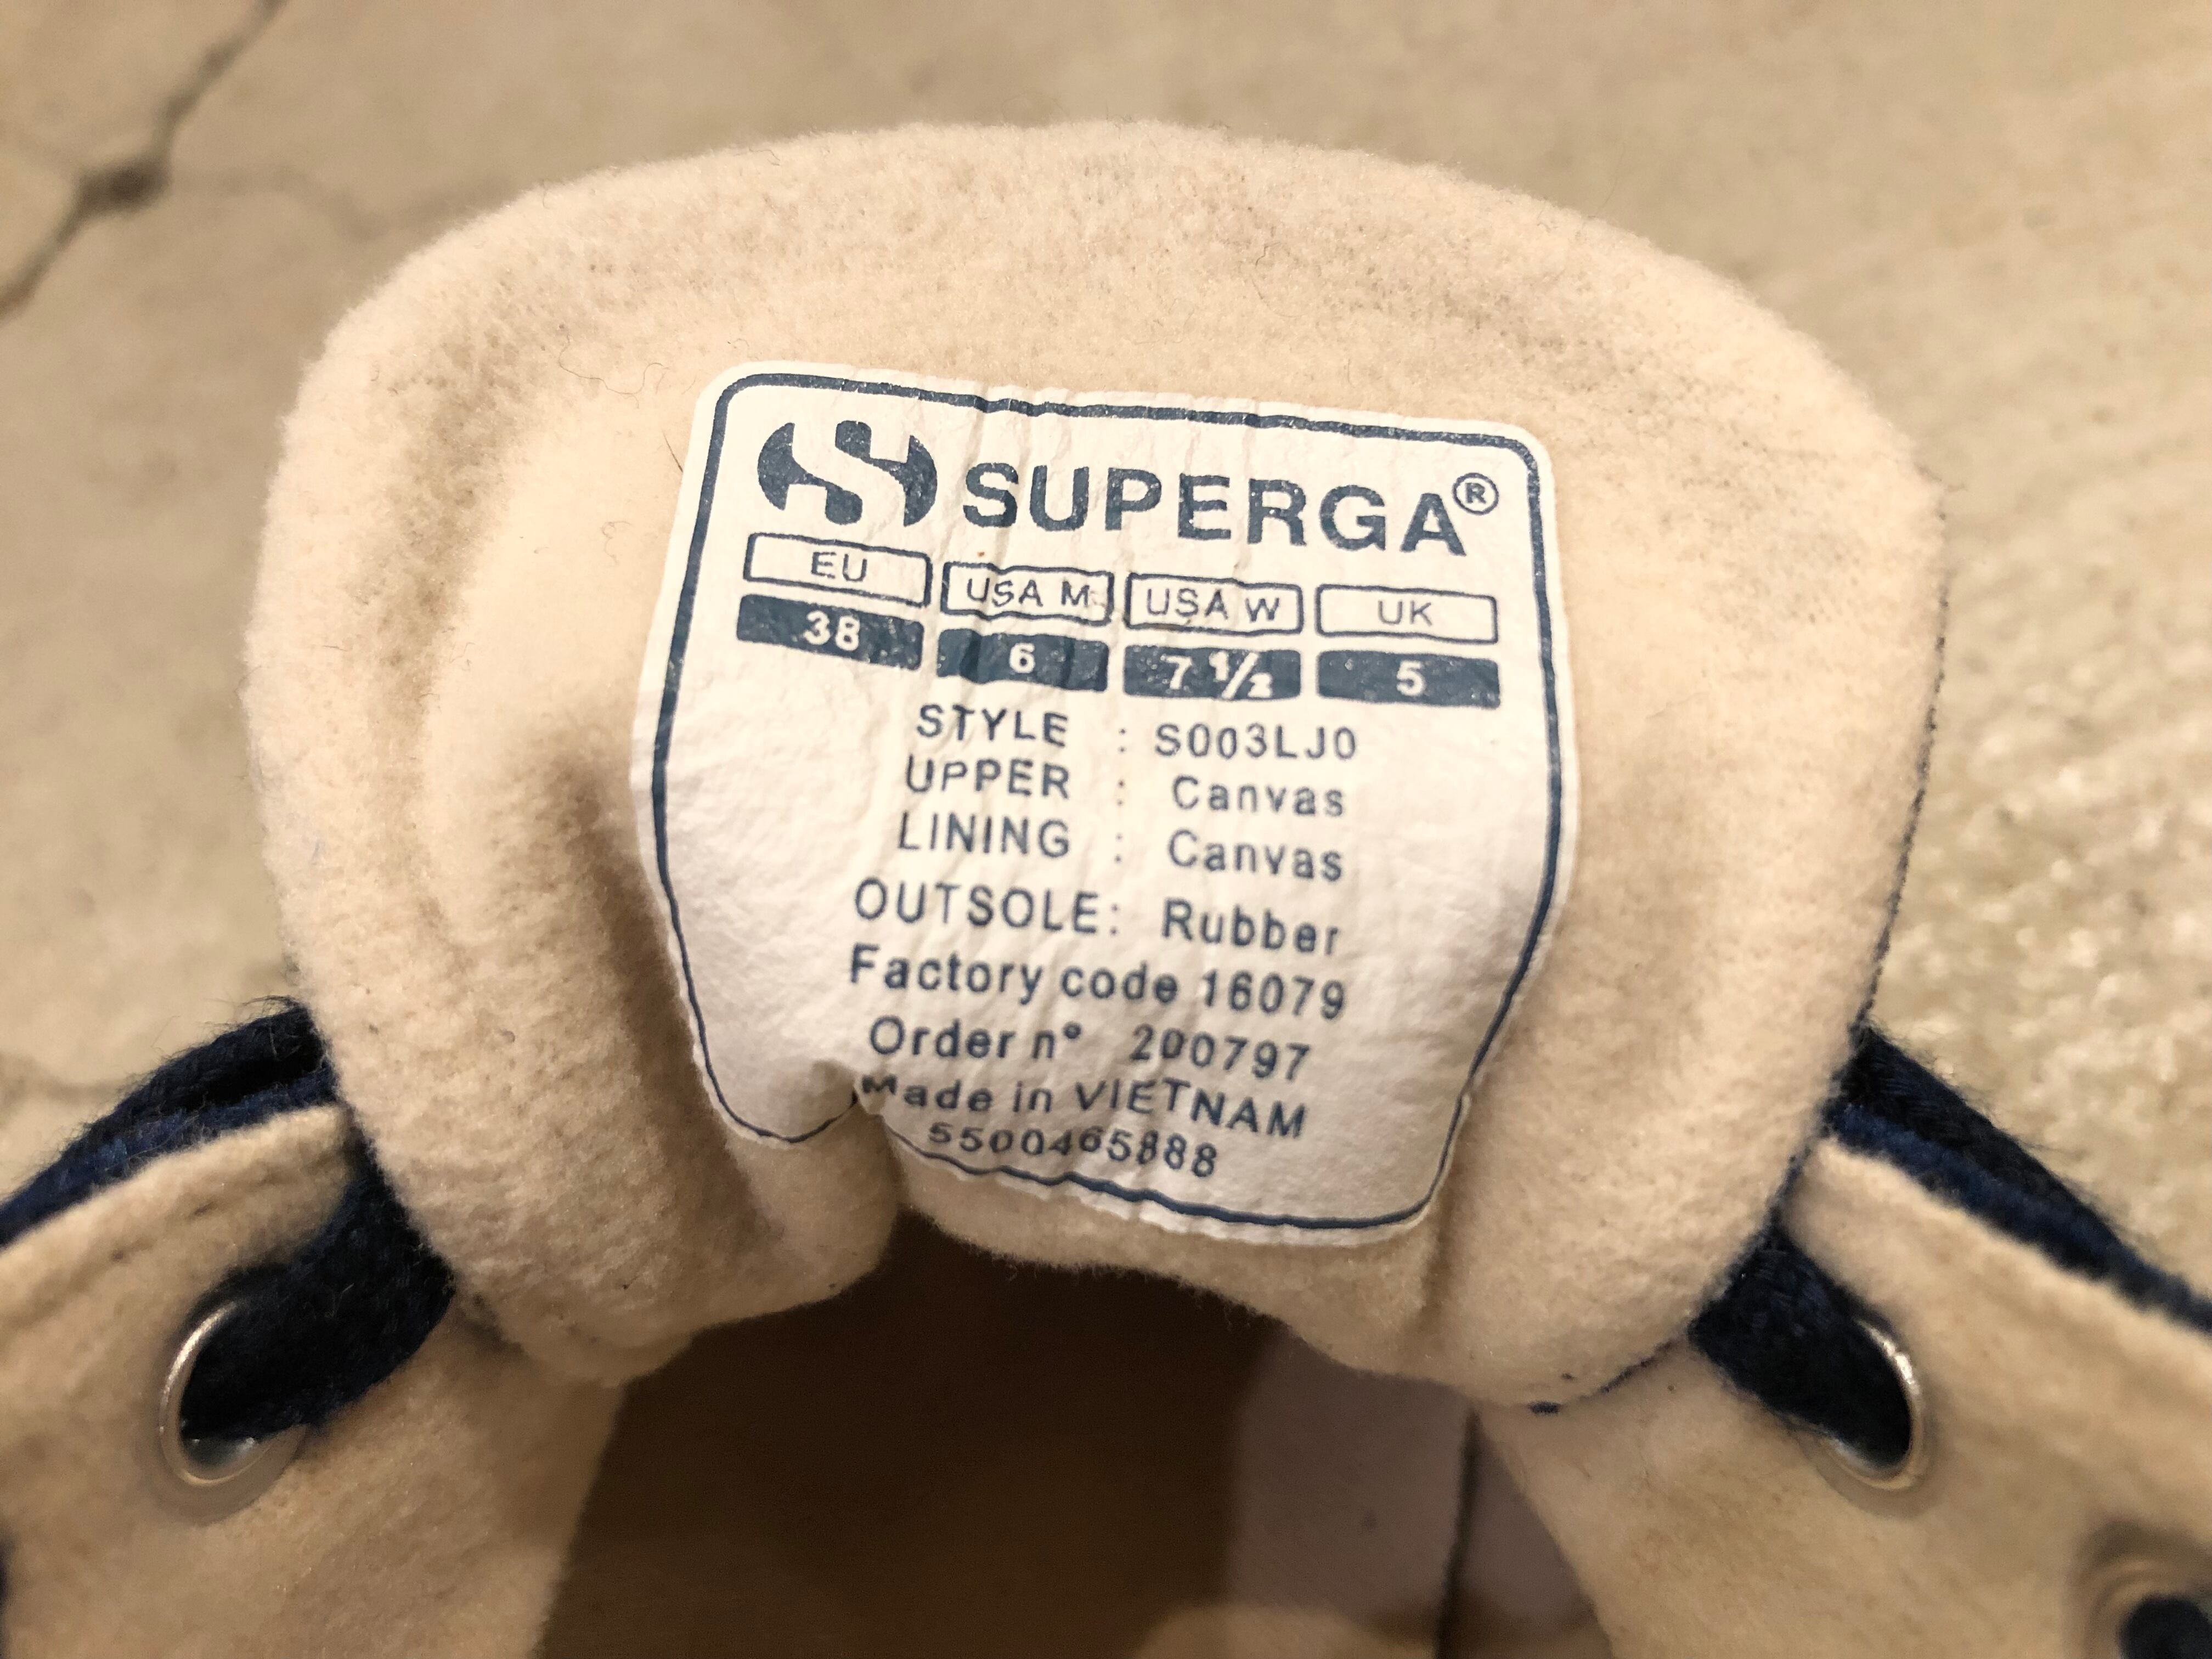 SUPERGA®
EU USA M USA W UK
38 6 7 1/2 5
STYLE : S003LJ0
UPPER : Canvas
LINING : Canvas
OUTSOLE: Rubber
Factory code 16079
Order n° 200797
Made in VIETNAM
5500465888